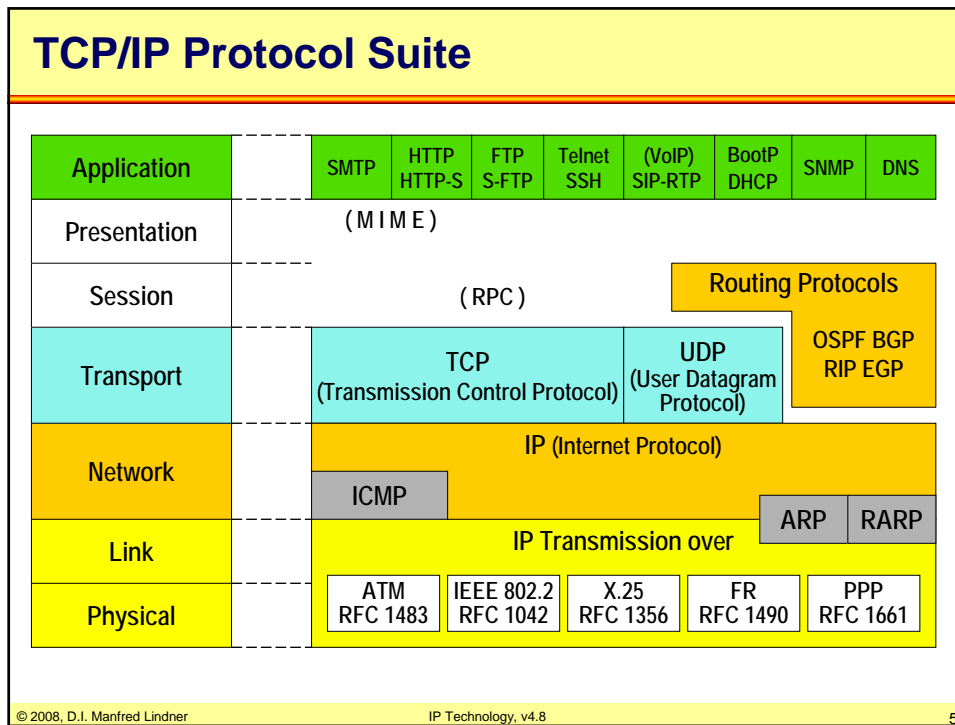 TCP/IP Protocol Suite
Application
SMTP
HTTP
HTTP-S
FTP
S-FTP
Telnet
SSH
(VoIP)
SIP-RTP
BootP
DHCP
SNMP
DNS
Presentation
( M I M E )
Session
( RPC )
Routing Protocols
OSPF BGP
RIP EGP
Transport
TCP
(Transmission Control Protocol)
UDP
(User Datagram
Protocol)
Network
IP (Internet Protocol)
ICMP
ARP
RARP
Link
IP Transmission over
Physical
ATM
RFC 1483
IEEE 802.2
RFC 1042
X.25
RFC 1356
FR
RFC 1490
PPP
RFC 1661
© 2008, D.I. Manfred Lindner
IP Technology, v4.8
5